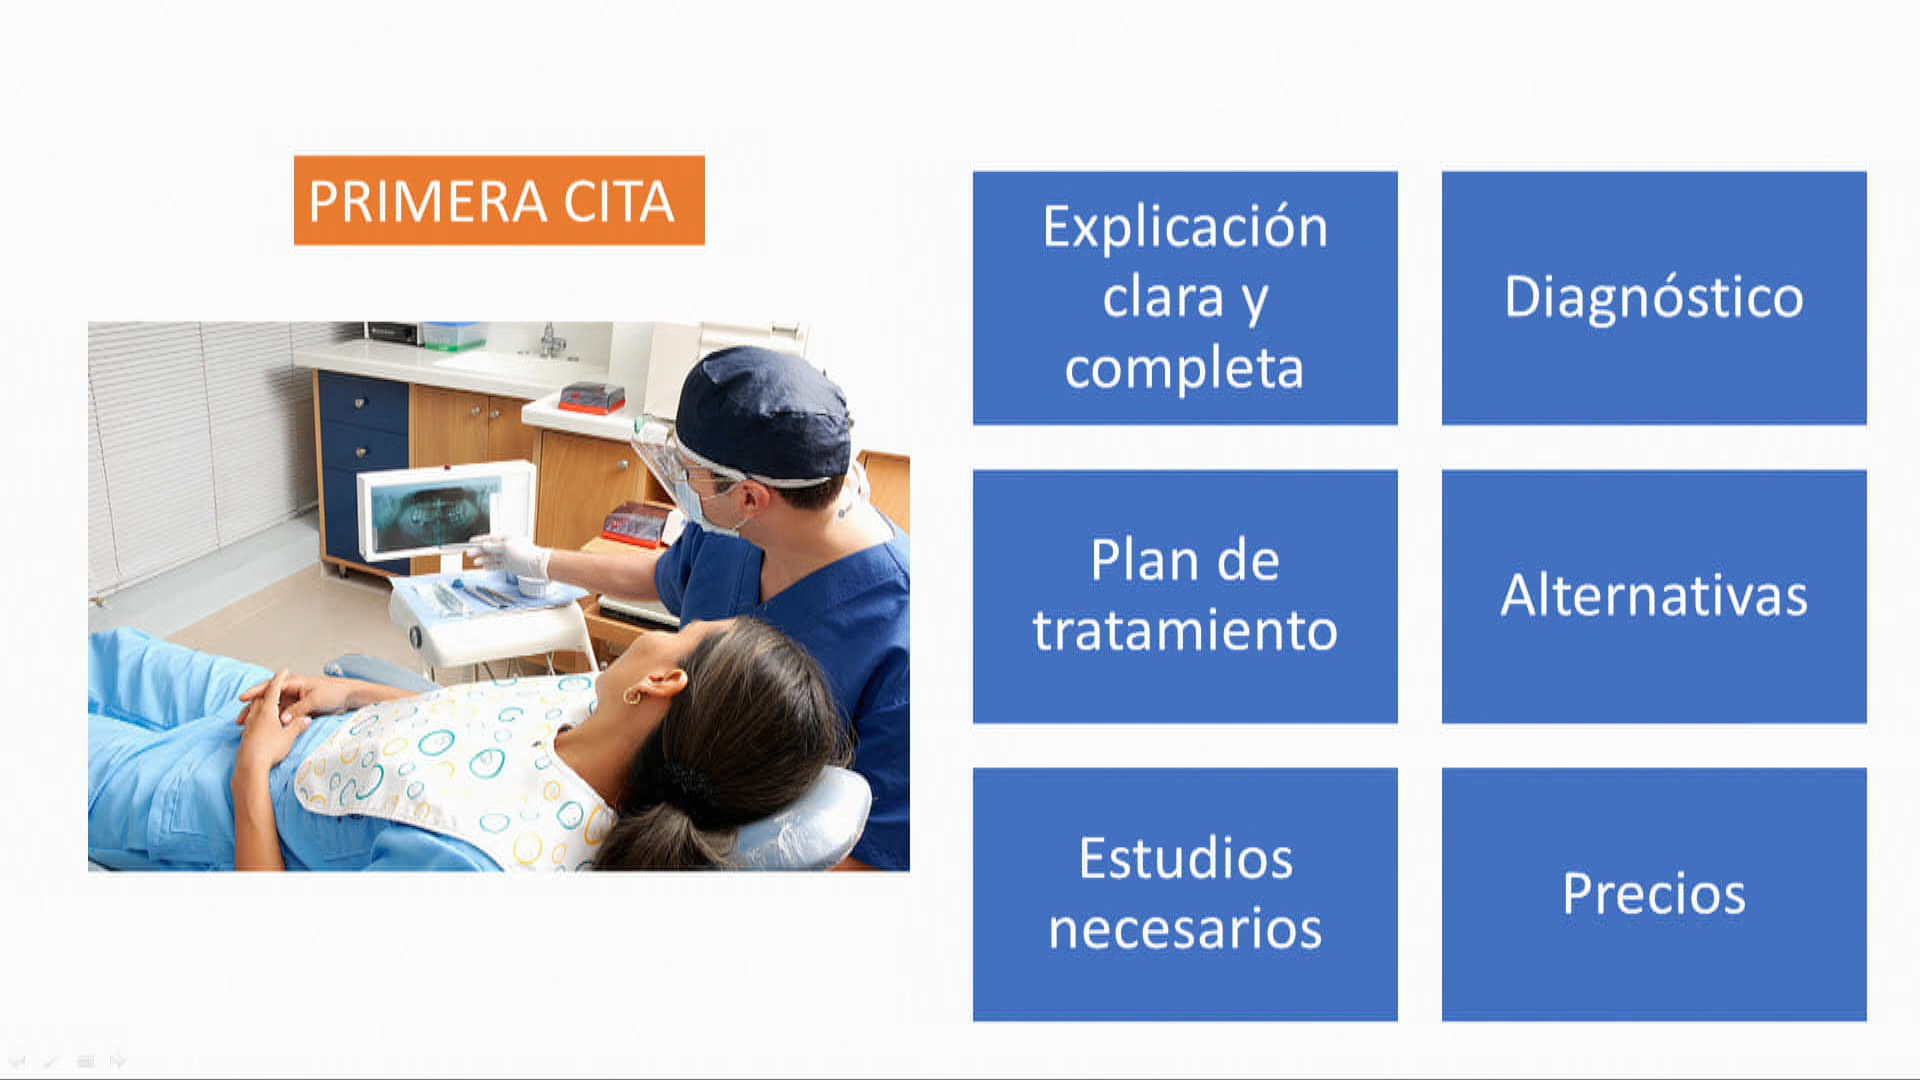 PRIMERA CITA
Explicación
clara y
completa
Diagnóstico
Plan de
tratamiento
Alternativas
Estudios
necesarios
Precios